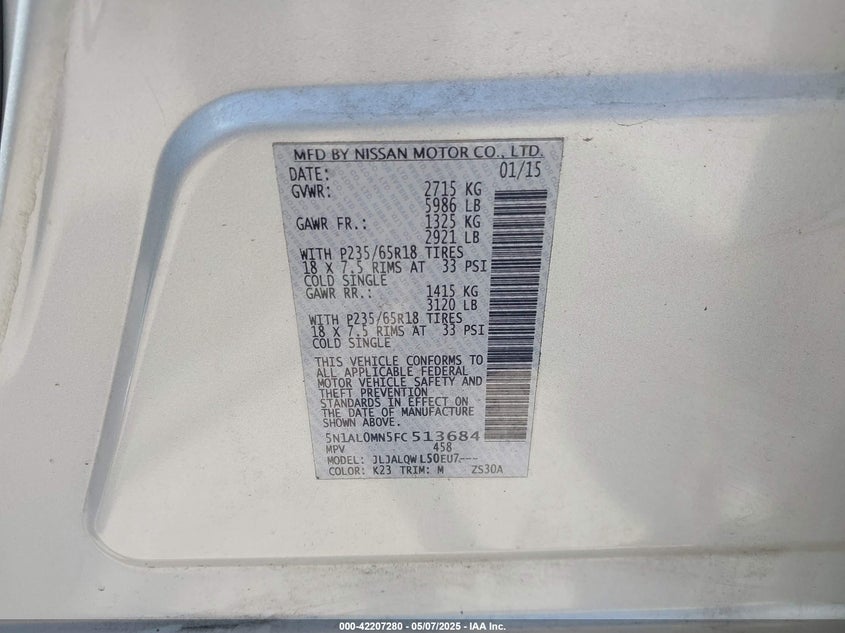 MFD BY NISSAN MOTOR CO., LTD.
DATE: 01/15
GVWR: 2715 KG
5986 LB
GAWR FR.: 1325 KG
2921 LB
WITH P235/65R18 TIRES
18 X 7.5 RIMS AT 33 PSI
COLD SINGLE
GAWR RR.: 1415 KG
3120 LB
WITH P235/65R18 TIRES
18 X 7.5 RIMS AT 33 PSI
COLD SINGLE
THIS VEHICLE CONFORMS TO
ALL APPLICABLE FEDERAL
MOTOR VEHICLE SAFETY AND
THEFT PREVENTION
STANDARDS IN EFFECT ON
THE DATE OF MANUFACTURE
SHOWN ABOVE.
5N1AL0MN5FC513684
MPV 458
MODEL: JLJALQWL50EU7---
COLOR: K23 TRIM: M ZS30A
000-42207280 - 05/07/2025 - IAA Inc.